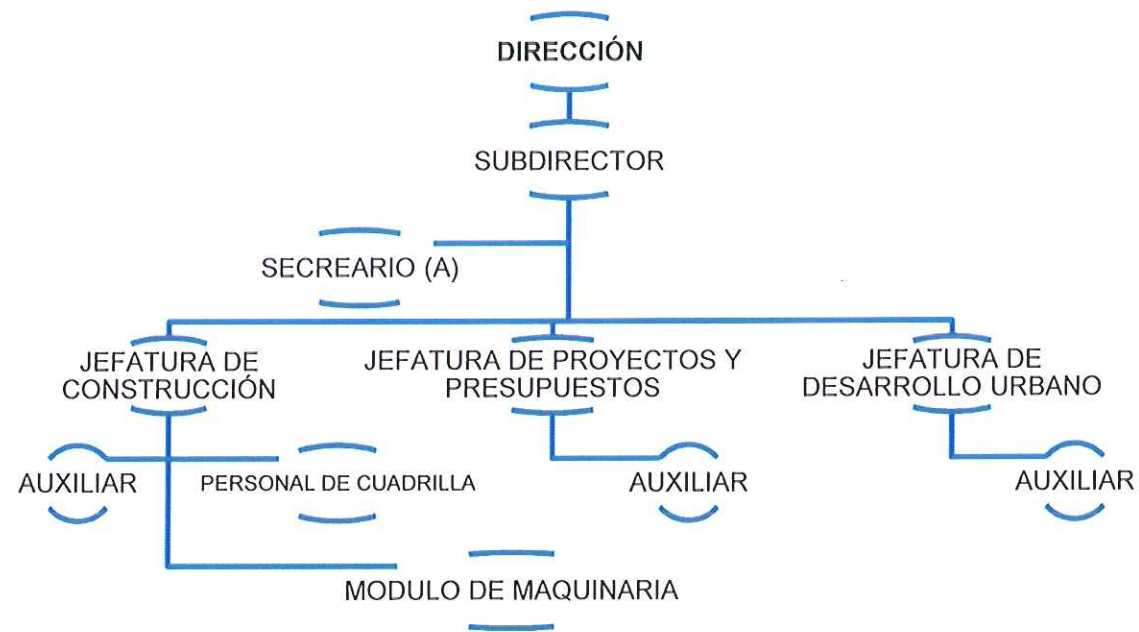 DIRECCIÓN
SUBDIRECTOR
SECREARIO (A)
JEFATURA DE
CONSTRUCCIÓN
JEFATURA DE PROYECTOS Y
PRESUPUESTOS
JEFATURA DE
DESARROLLO URBANO
AUXILIAR
PERSONAL DE CUADRILLA
AUXILIAR
AUXILIAR
MODULO DE MAQUINARIA